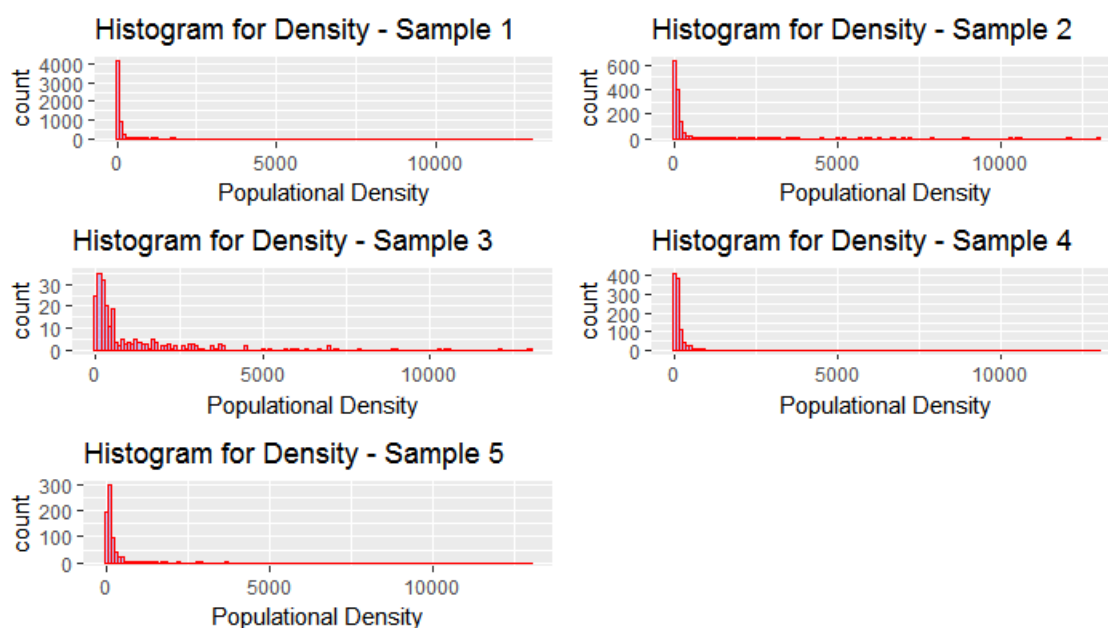 Histogram for Density - Sample 1
count
4000
3000
2000
1000
0
0 5000 10000
Populational Density
Histogram for Density - Sample 2
count
600
400
200
0
0 5000 10000
Populational Density
Histogram for Density - Sample 3
count
30
20
10
0
0 5000 10000
Populational Density
Histogram for Density - Sample 4
count
400
300
200
100
0
0 5000 10000
Populational Density
Histogram for Density - Sample 5
count
300
200
100
0
0 5000 10000
Populational Density